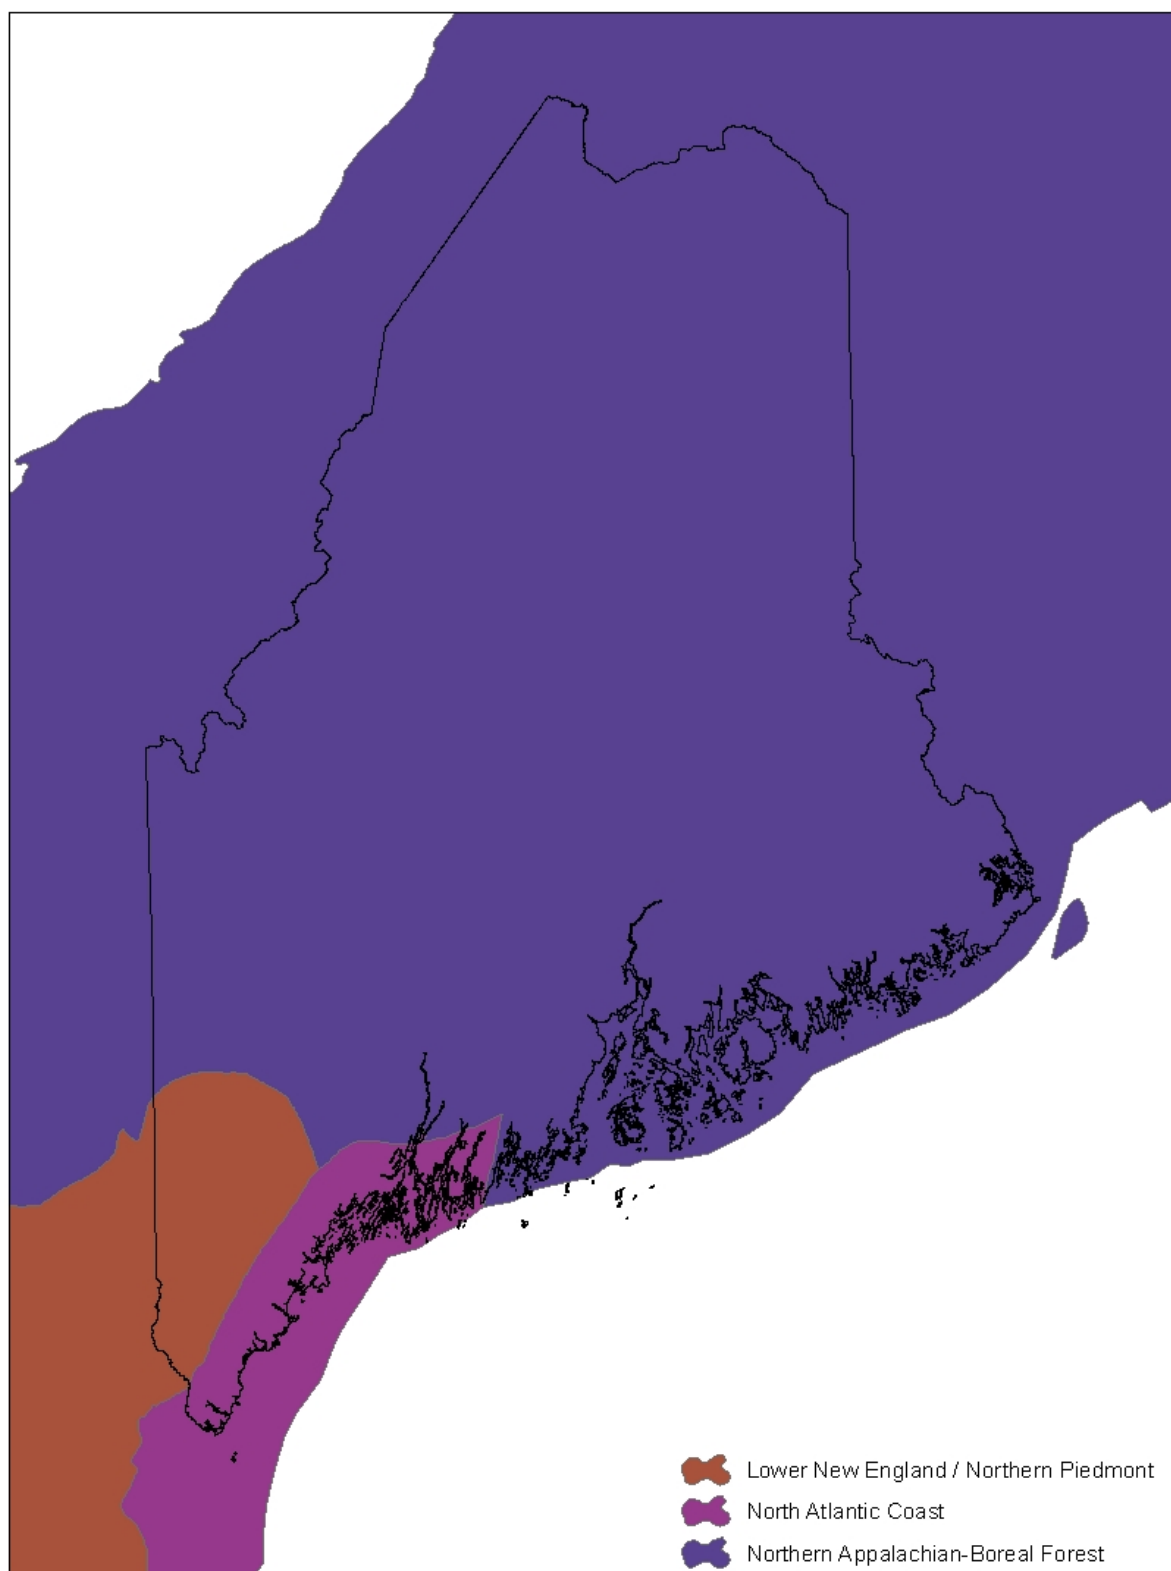 Lower New England / Northern Piedmont
North Atlantic Coast
Northern Appalachian-Boreal Forest